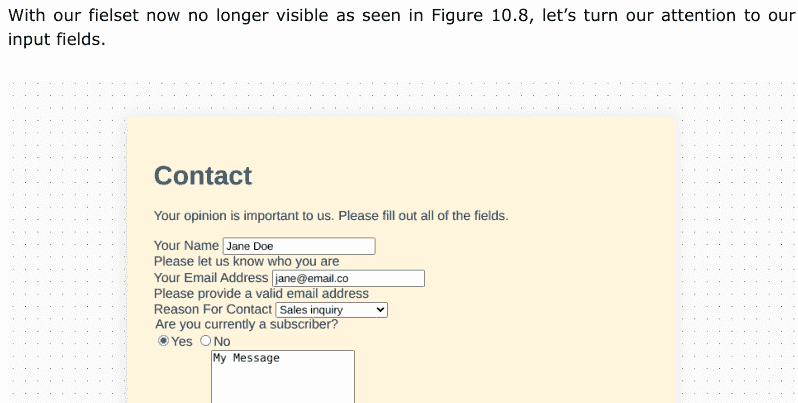 With our fielset now no longer visible as seen in Figure 10.8, let’s turn our attention to our
input fields.
Contact
Your opinion is important to us. Please fill out all of the fields.
Your Name Jane Doe
Please let us know who you are
Your Email Address jane@email.co
Please provide a valid email address
Reason For Contact Sales inquiry
Are you currently a subscriber?
Yes No
My Message